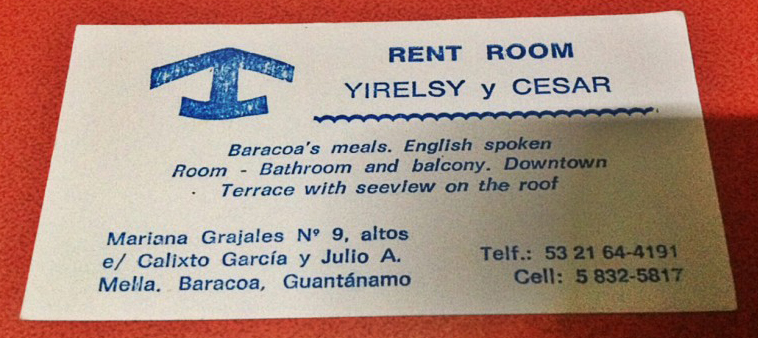 RENT ROOM
YIRELSY y CESAR
Baracoa's meals. English spoken
Room - Bathroom and balcony. Downtown
Terrace with seeview on the roof
Mariana Grajales Nº 9, altos
e/ Calixto García y Julio A.
Mella. Baracoa, Guantánamo
Telf.: 53 21 64-4191
Cell: 5 832-5817